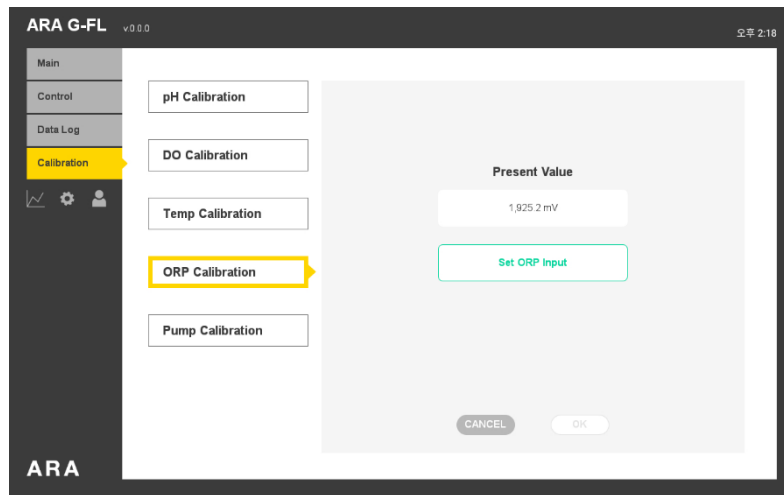 ARA G-FL v.0.0.0
오후 2:18
Main
Control
Data Log
Calibration
pH Calibration
DO Calibration
Temp Calibration
ORP Calibration
Pump Calibration
Present Value
1,925.2 mV
Set ORP Input
CANCEL
OK
ARA